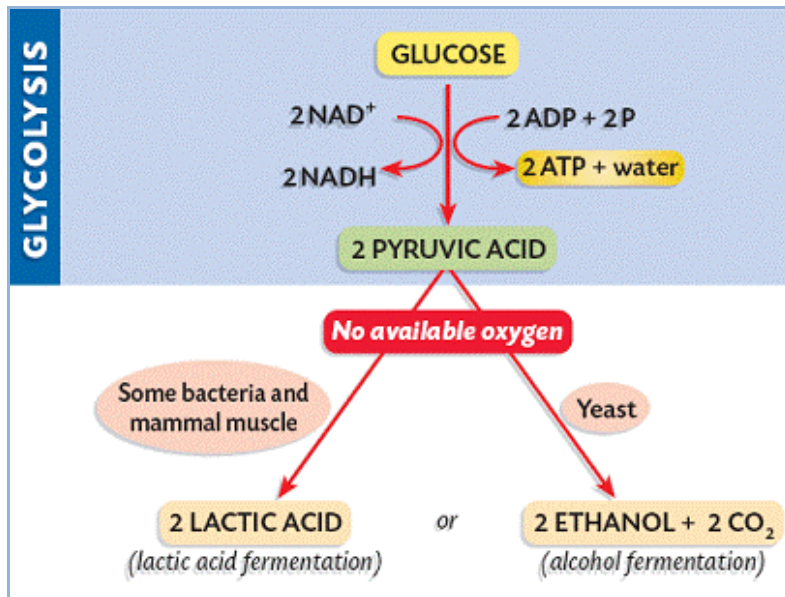 GLYCOLYSIS
GLUCOSE
2 NAD⁺
2 ADP + 2 P
2 NADH
2 ATP + water
2 PYRUVIC ACID
No available oxygen
Some bacteria and
mammal muscle
Yeast
2 LACTIC ACID
(lactic acid fermentation)
or
2 ETHANOL + 2 CO₂
(alcohol fermentation)